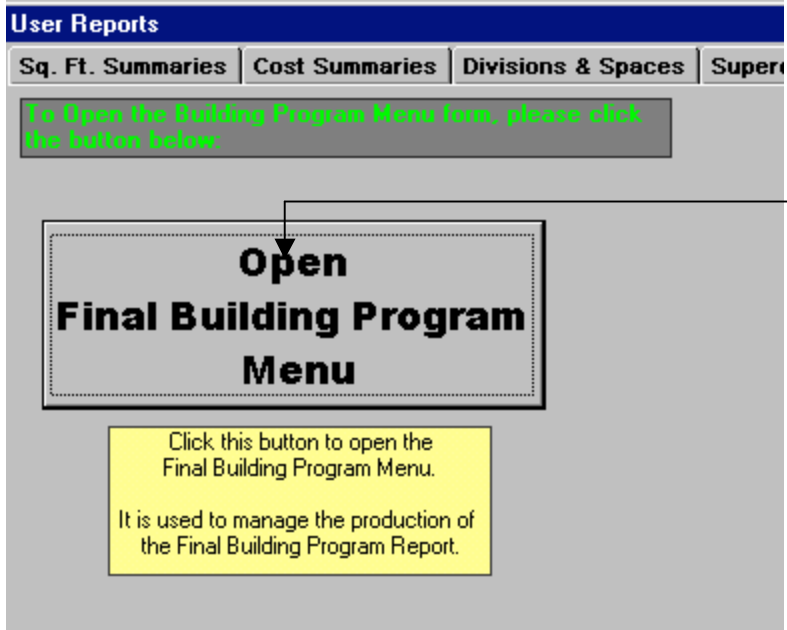 User Reports
Sq. Ft. Summaries Cost Summaries Divisions & Spaces
To Open the Building Program Menu form, please click
the button below:
Open
Final Building Program
Menu
Click this button to open the
Final Building Program Menu.
It is used to manage the production of
the Final Building Program Report.